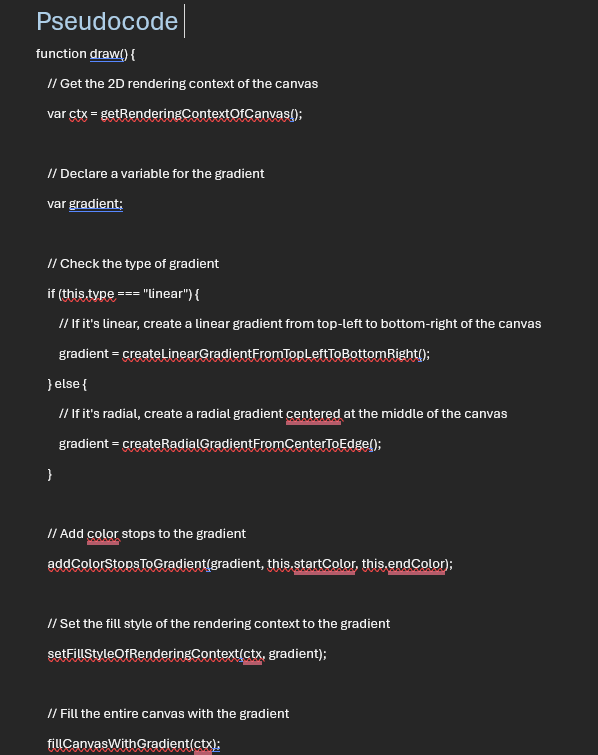 Pseudocode
function draw() {
// Get the 2D rendering context of the canvas
var ctx = getRenderingContextOfCanvas();
// Declare a variable for the gradient
var gradient;
// Check the type of gradient
if (this.type === "linear") {
// If it's linear, create a linear gradient from top-left to bottom-right of the canvas
gradient = createLinearGradientFromTopLeftToBottomRight();
} else {
// If it's radial, create a radial gradient centered at the middle of the canvas
gradient = createRadialGradientFromCenterToEdge();
}
// Add color stops to the gradient
addColorStopsToGradient(gradient, this.startColor, this.endColor);
// Set the fill style of the rendering context to the gradient
setFillStyleOfRenderingContext(ctx, gradient);
// Fill the entire canvas with the gradient
fillCanvasWithGradient(ctx);